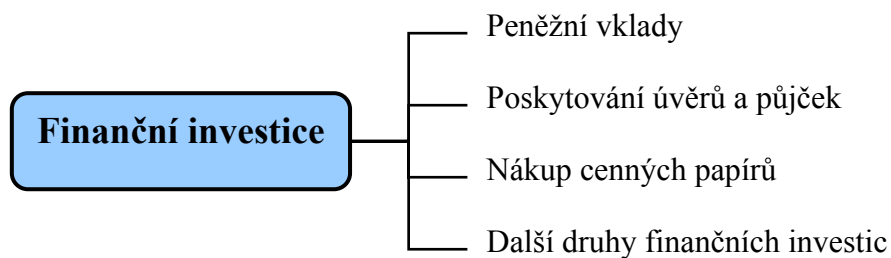 Peněžní vklady
Poskytování úvěrů a půjček
Finanční investice
Nákup cenných papírů
Další druhy finančních investic